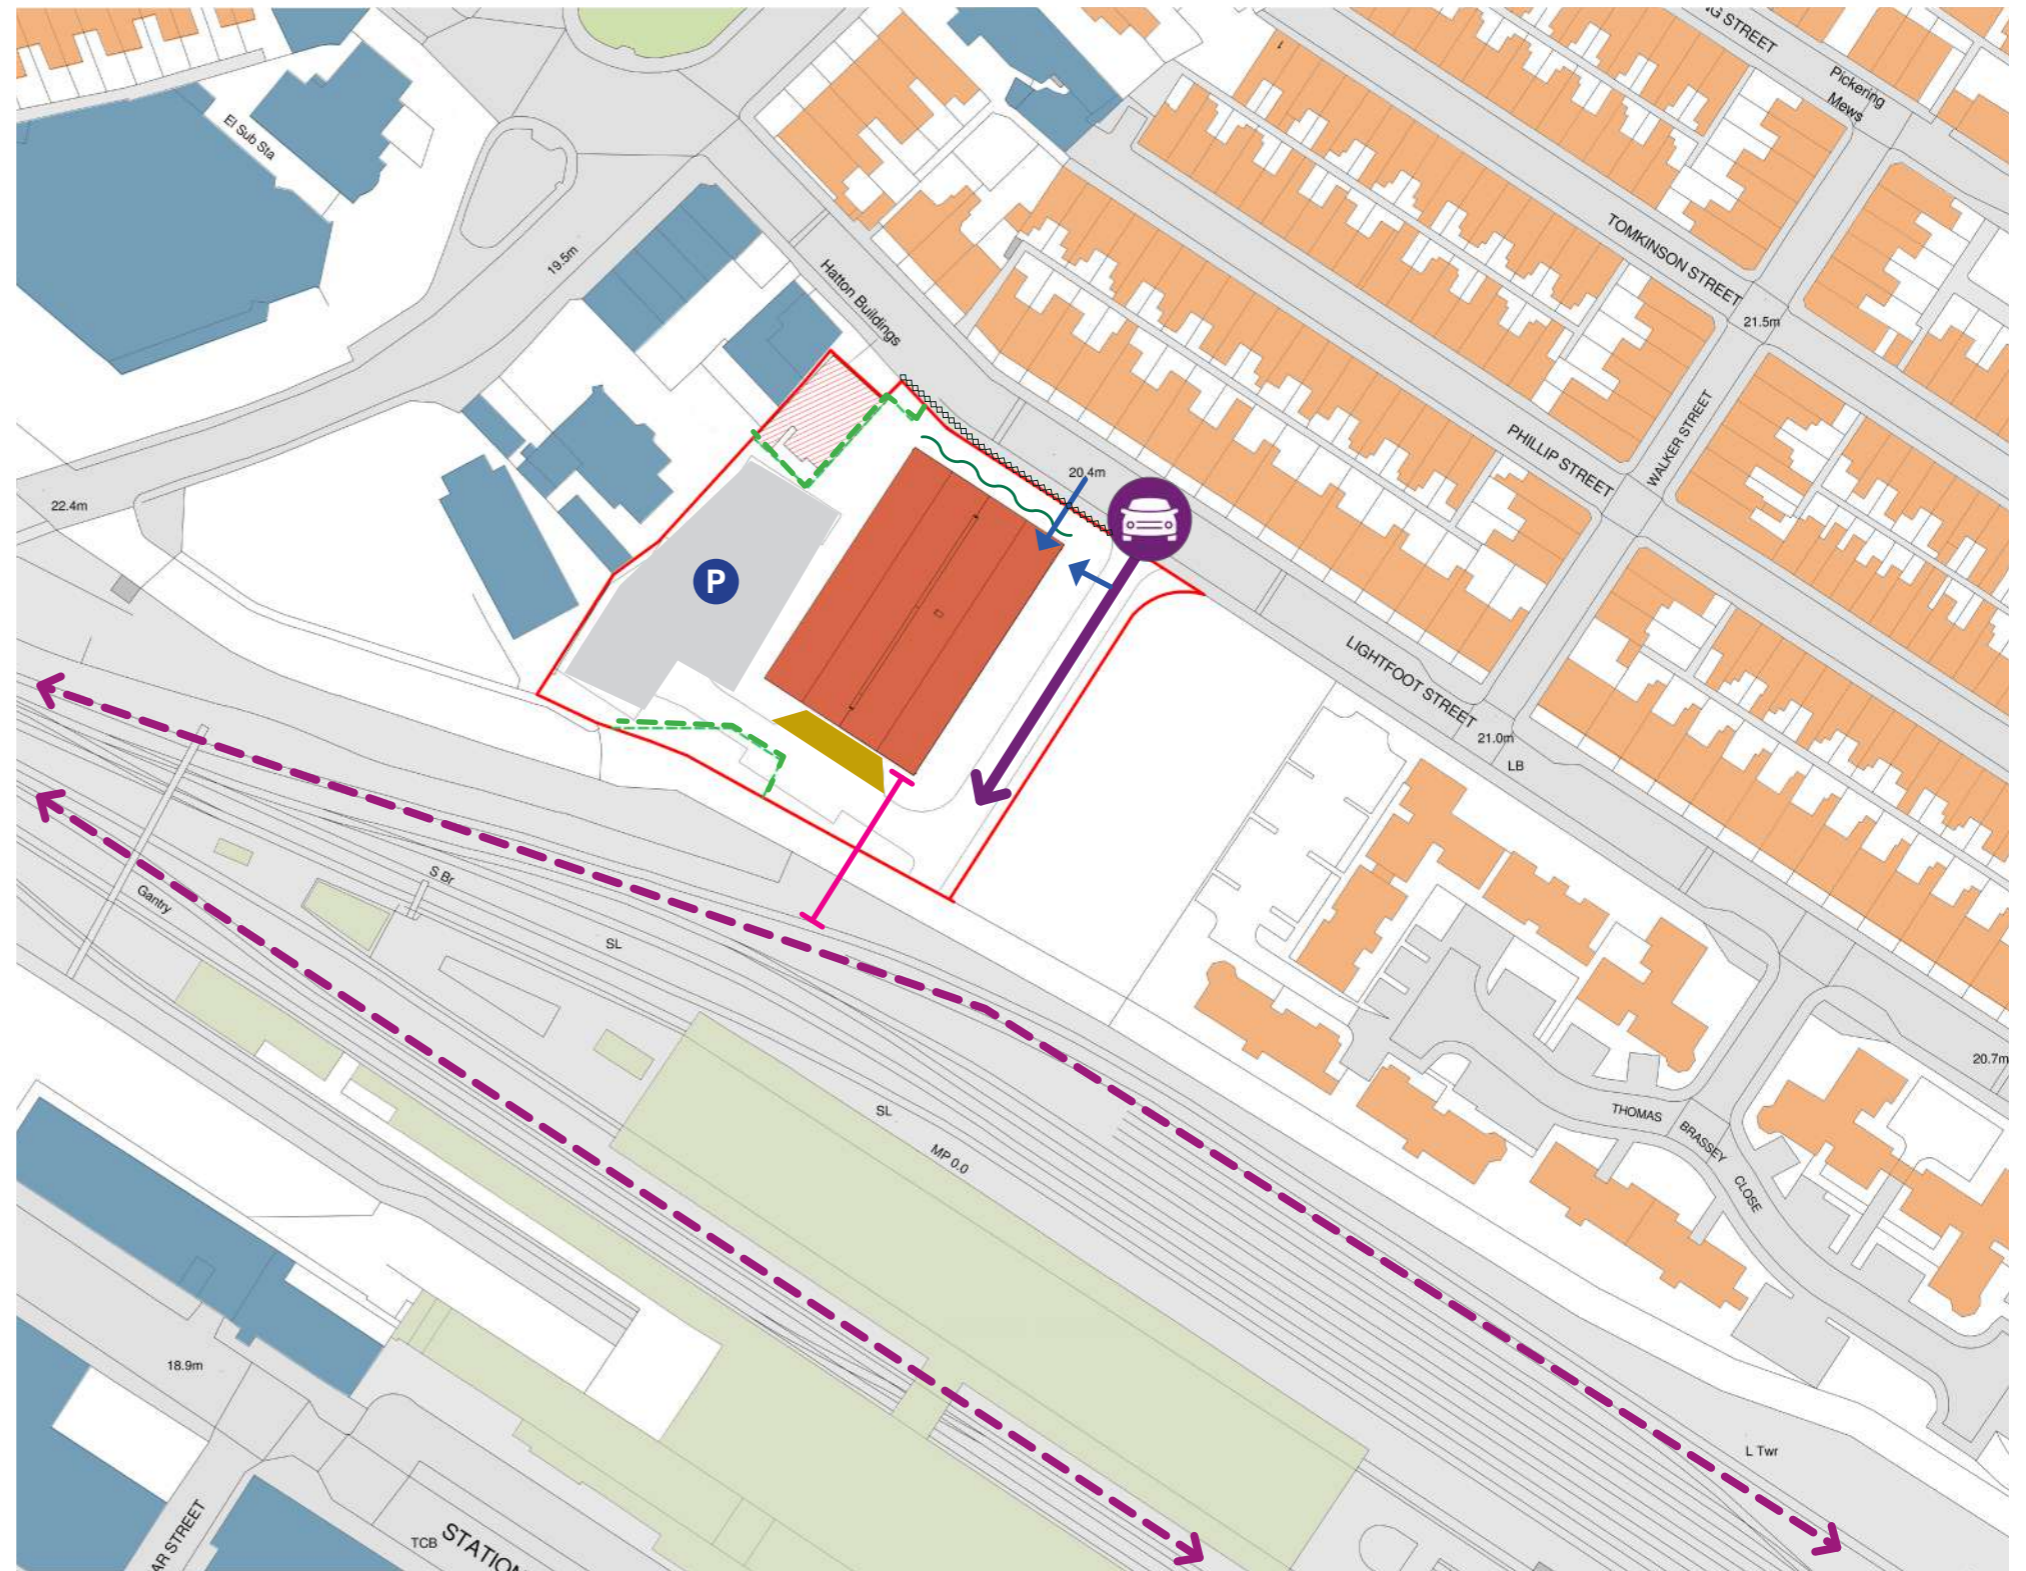 G STREET
Pickering
Mews
El Sub Sta
TOMKINSON STREET
19.5m
Hatton Buildings
21.5m
PHILLIP STREET
WALKER STREET
20.4m
22.4m
P
LIGHTFOOT STREET
21.0m
LB
S Br
Gantry
SL
20.7m
SL
THOMAS
BRASSEY
CLOSE
MP 0.0
18.9m
L Twr
AR STREET
TCB
STATION